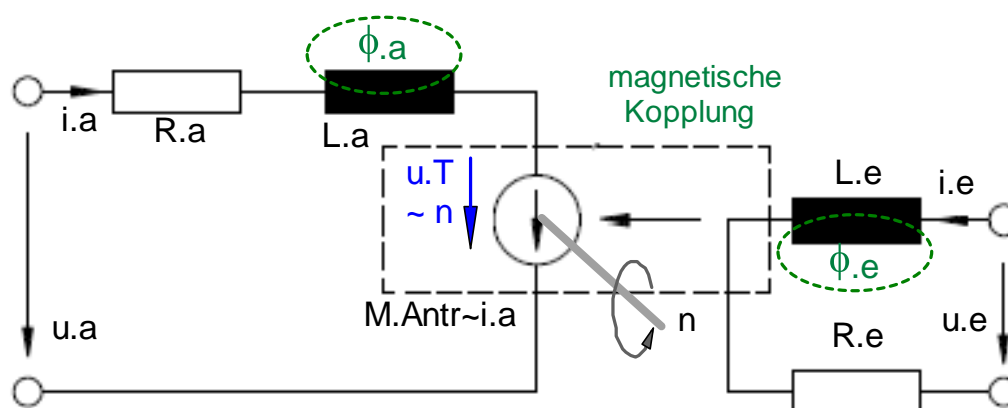 ϕ.a
i.a
R.a
L.a
magnetische
Kopplung
u.T
~ n
L.e
i.e
ϕ.e
M.Antr~i.a
n
u.a
R.e
u.e